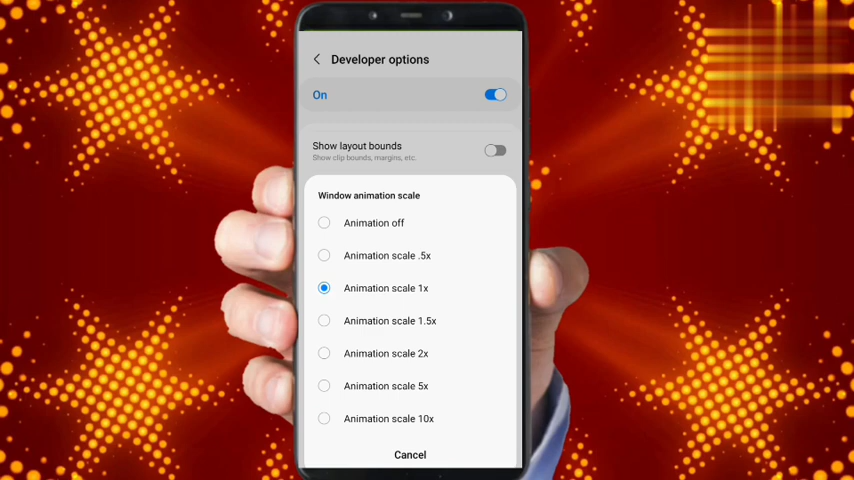 Developer options
On
Show layout bounds
Show clip bounds, margins, etc.
Window animation scale
Animation off
Animation scale .5x
Animation scale 1x
Animation scale 1.5x
Animation scale 2x
Animation scale 5x
Animation scale 10x
Cancel